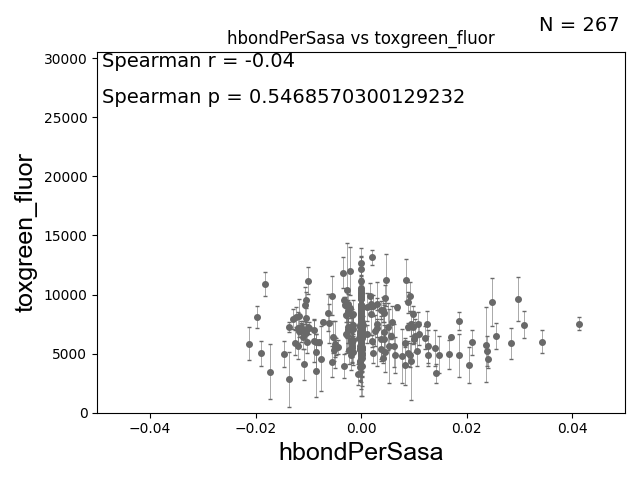 N = 267
hbondPerSasa vs toxgreen_fluor
Spearman r = -0.04
Spearman p = 0.5468570300129232
30000
25000
20000
15000
10000
5000
0
toxgreen_fluor
−0.04
−0.02
0.00
0.02
0.04
hbondPerSasa